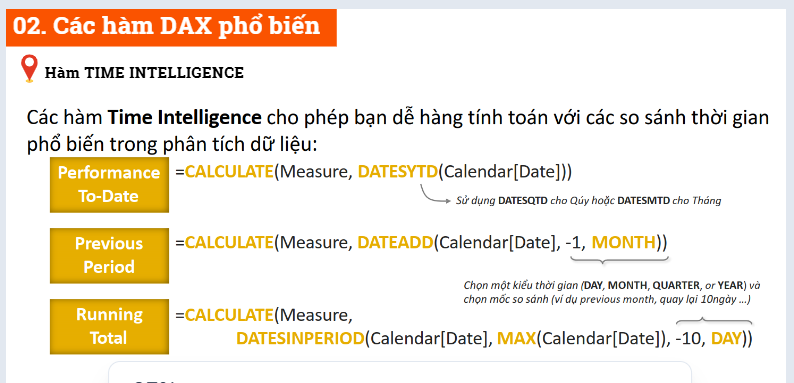 02. Các hàm DAX phổ biến
Hàm TIME INTELLIGENCE
Các hàm Time Intelligence cho phép bạn dễ hàng tính toán với các so sánh thời gian
phổ biến trong phân tích dữ liệu:
Performance
To-Date
=CALCULATE(Measure, DATESYTD(Calendar[Date]))
Sử dụng DATESQTD cho Qúy hoặc DATESMTD cho Tháng
Previous
Period
=CALCULATE(Measure, DATEADD(Calendar[Date], -1, MONTH))
Chọn một kiểu thời gian (DAY, MONTH, QUARTER, or YEAR) và
chọn mốc so sánh (ví dụ previous month, quay lại 10ngày ...)
Running
Total
=CALCULATE(Measure,
DATESINPERIOD(Calendar[Date], MAX(Calendar[Date]), -10, DAY))